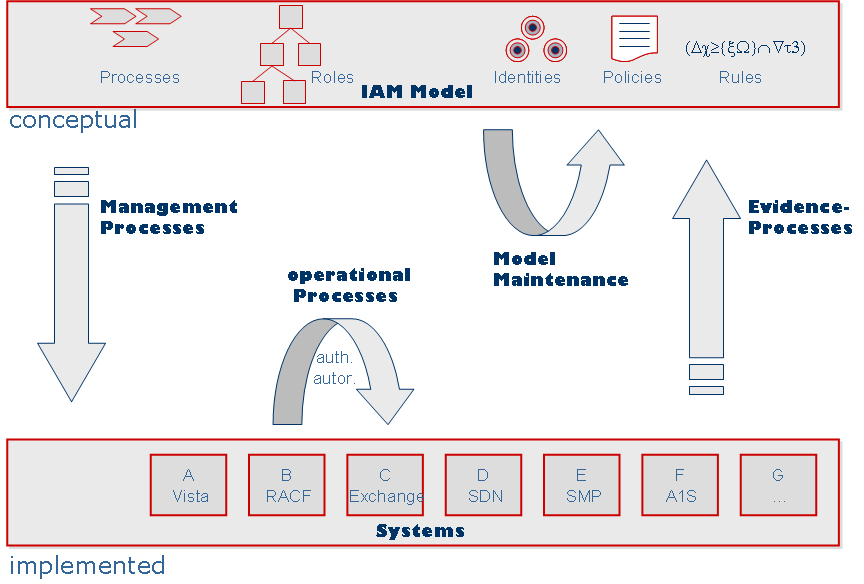 (Δχ≥{ξΩ}∩∇τ3)
Processes Roles Identities Policies Rules
IAM Model
conceptual
Management
Processes
Evidence-
Processes
Model
Maintenance
operational
Processes
auth.
autor.
A B C D E F G
Vista RACF Exchange SDN SMP A1S ...
Systems
implemented